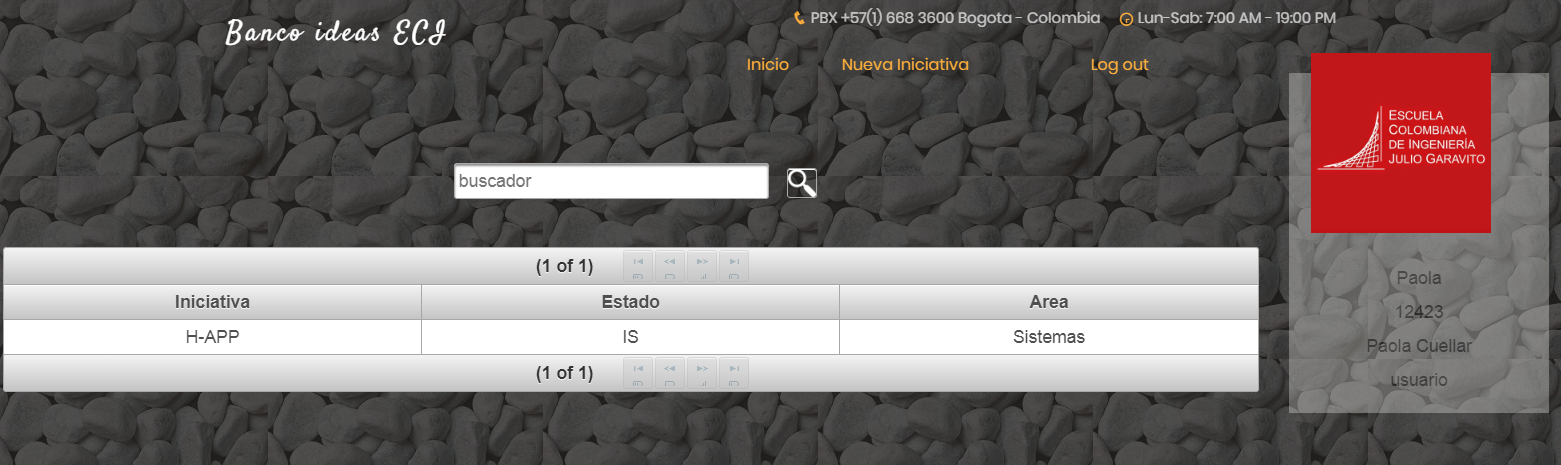 Banco ideas ECI
PBX +57(1) 668 3600 Bogota - Colombia
Lun-Sab: 7:00 AM - 19:00 PM
Inicio
Nueva Iniciativa
Log out
ESCUELA
COLOMBIANA
DE INGENIERÍA
JULIO GARAVITO
buscador
(1 of 1)
Iniciativa Estado Area
H-APP IS Sistemas
(1 of 1)
Paola
12423
Paola Cuellar
usuario